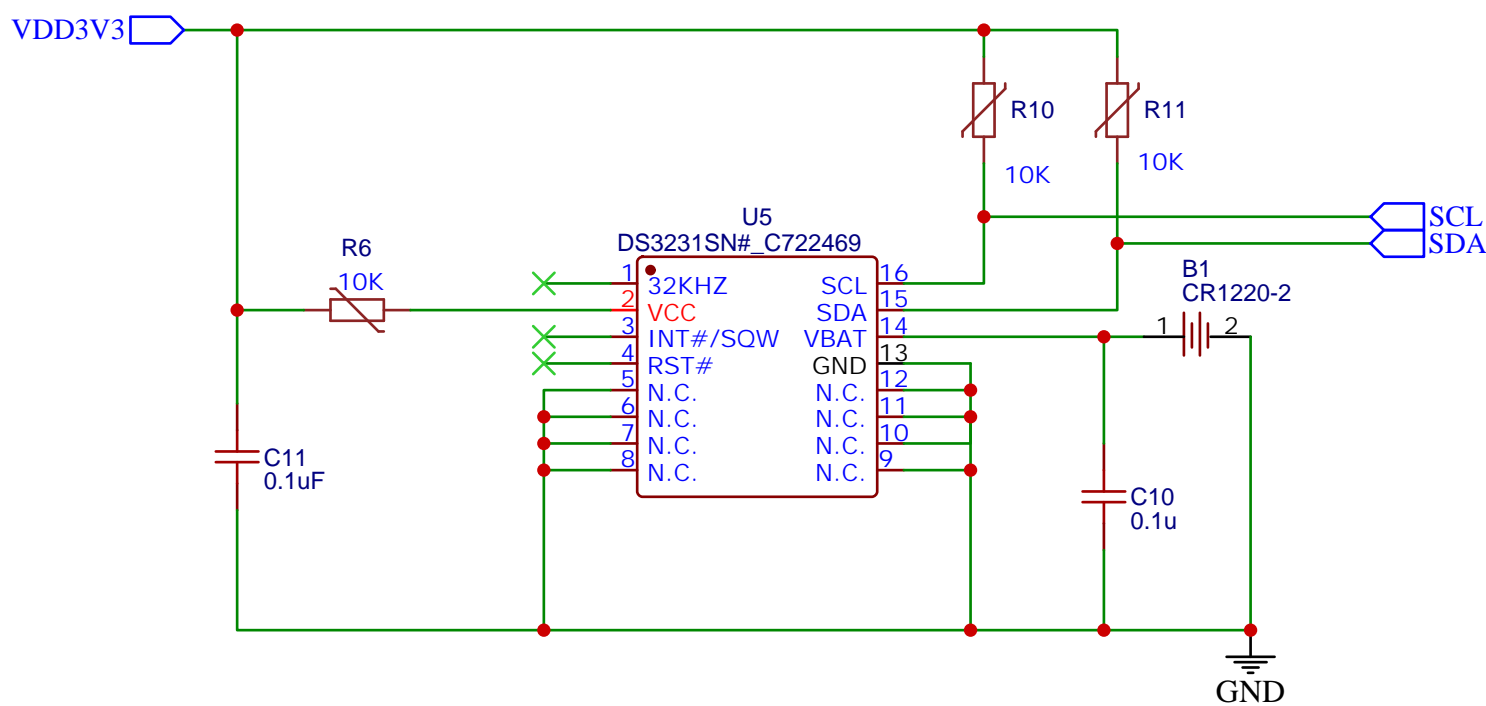 VDD3V3
R10
10K
R11
10K
SCL
SDA
R6
10K
U5
DS3231SN#_C722469
1
32KHZ
2
VCC
3
INT#/SQW
4
RST#
5
N.C.
6
N.C.
7
N.C.
8
N.C.
16
SCL
15
SDA
14
VBAT
13
GND
12
N.C.
11
N.C.
10
N.C.
9
N.C.
B1
CR1220-2
1
2
C11
0.1uF
C10
0.1u
GND